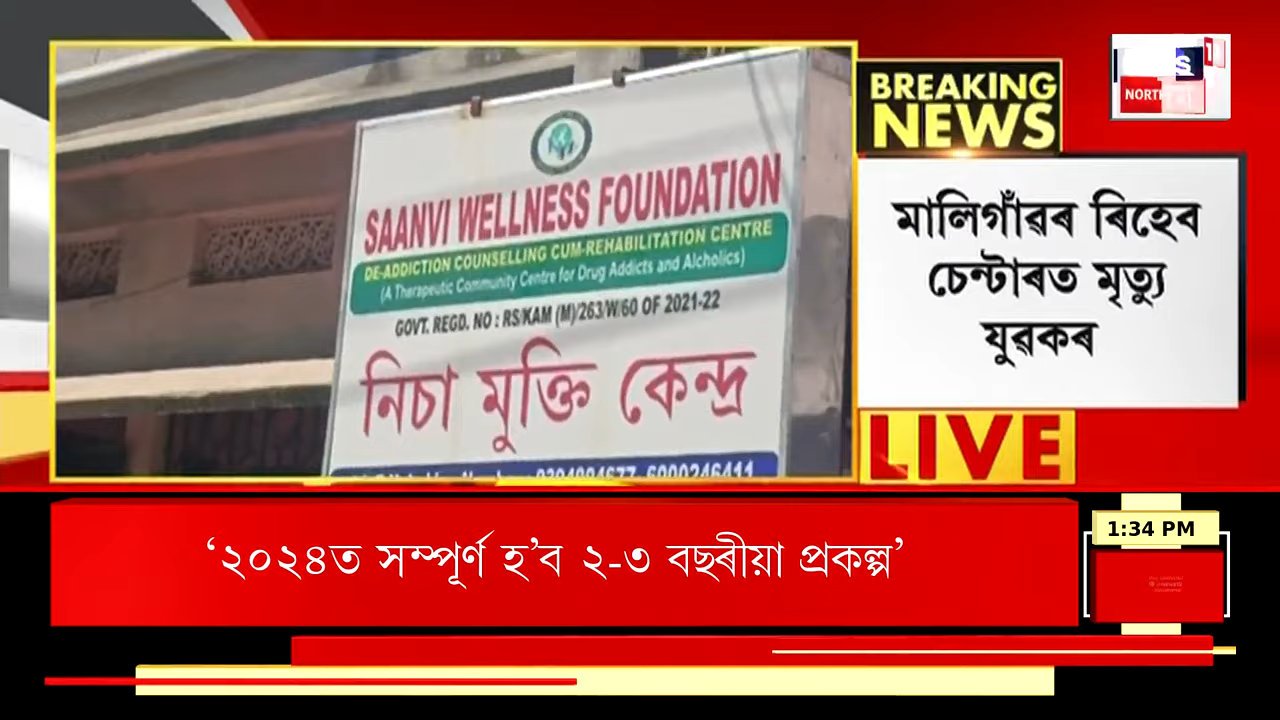 SAANVI WELLNESS FOUNDATION
DE-ADDICTION COUNSELLING CUM-REHABILITATION CENTRE
(A Therapeutic Community Centre for Drug Addicts and Alcholics)
GOVT. REGD. NO : RS/KAM (M)/263/W/60 OF 2021-22
নিচা মুক্তি কেন্দ্ৰ
BREAKING
NEWS
মালিগাঁৱৰ ৰিহেব
চেন্টাৰত মৃত্যু
যুৱকৰ
LIVE
‘২০২৪ত সম্পূৰ্ণ হ’ব ২-৩ বছৰীয়া প্ৰকল্প’
1:34 PM